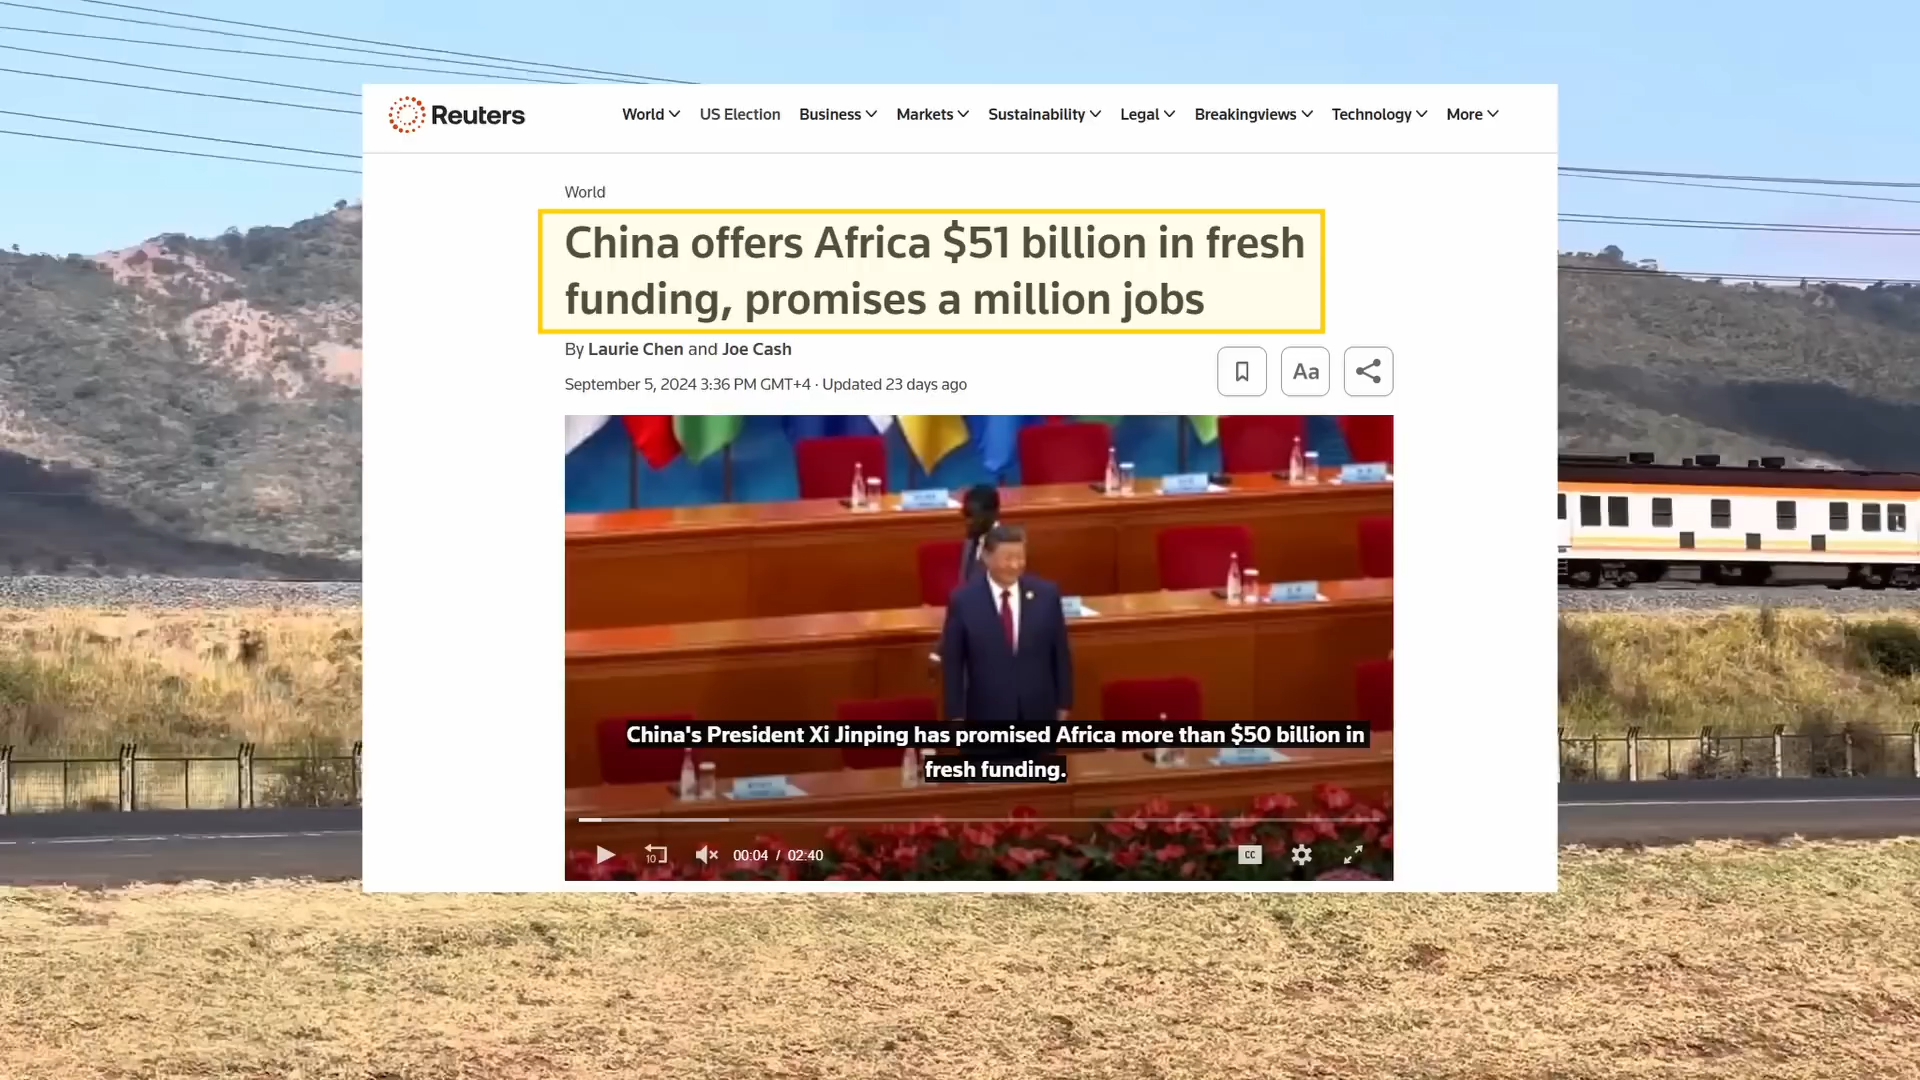 Reuters
World US Election Business Markets Sustainability Legal Breakingviews Technology More
World
China offers Africa $51 billion in fresh
funding, promises a million jobs
By Laurie Chen and Joe Cash
September 5, 2024 3:36 PM GMT+4 · Updated 23 days ago
Aa
China's President Xi Jinping has promised Africa more than $50 billion in
fresh funding.
10
00:04 / 02:40
CC